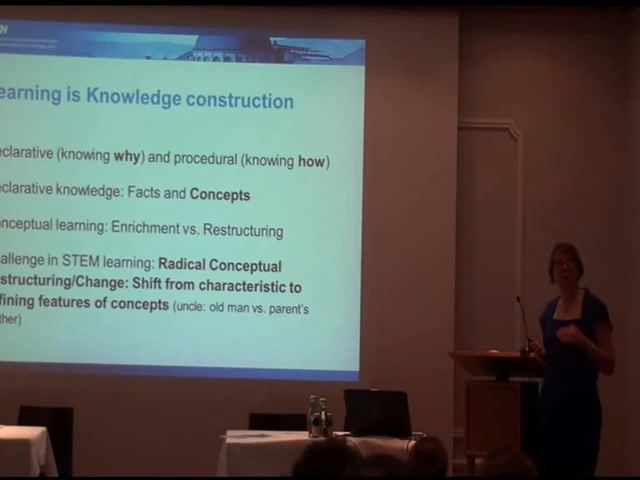 earning is Knowledge construction
eclarative (knowing why) and procedural (knowing how)
eclarative knowledge: Facts and Concepts
onceptual learning: Enrichment vs. Restructuring
allenge in STEM learning: Radical Conceptual
structuring/Change: Shift from characteristic to
fining features of concepts (uncle: old man vs. parent's
ther)